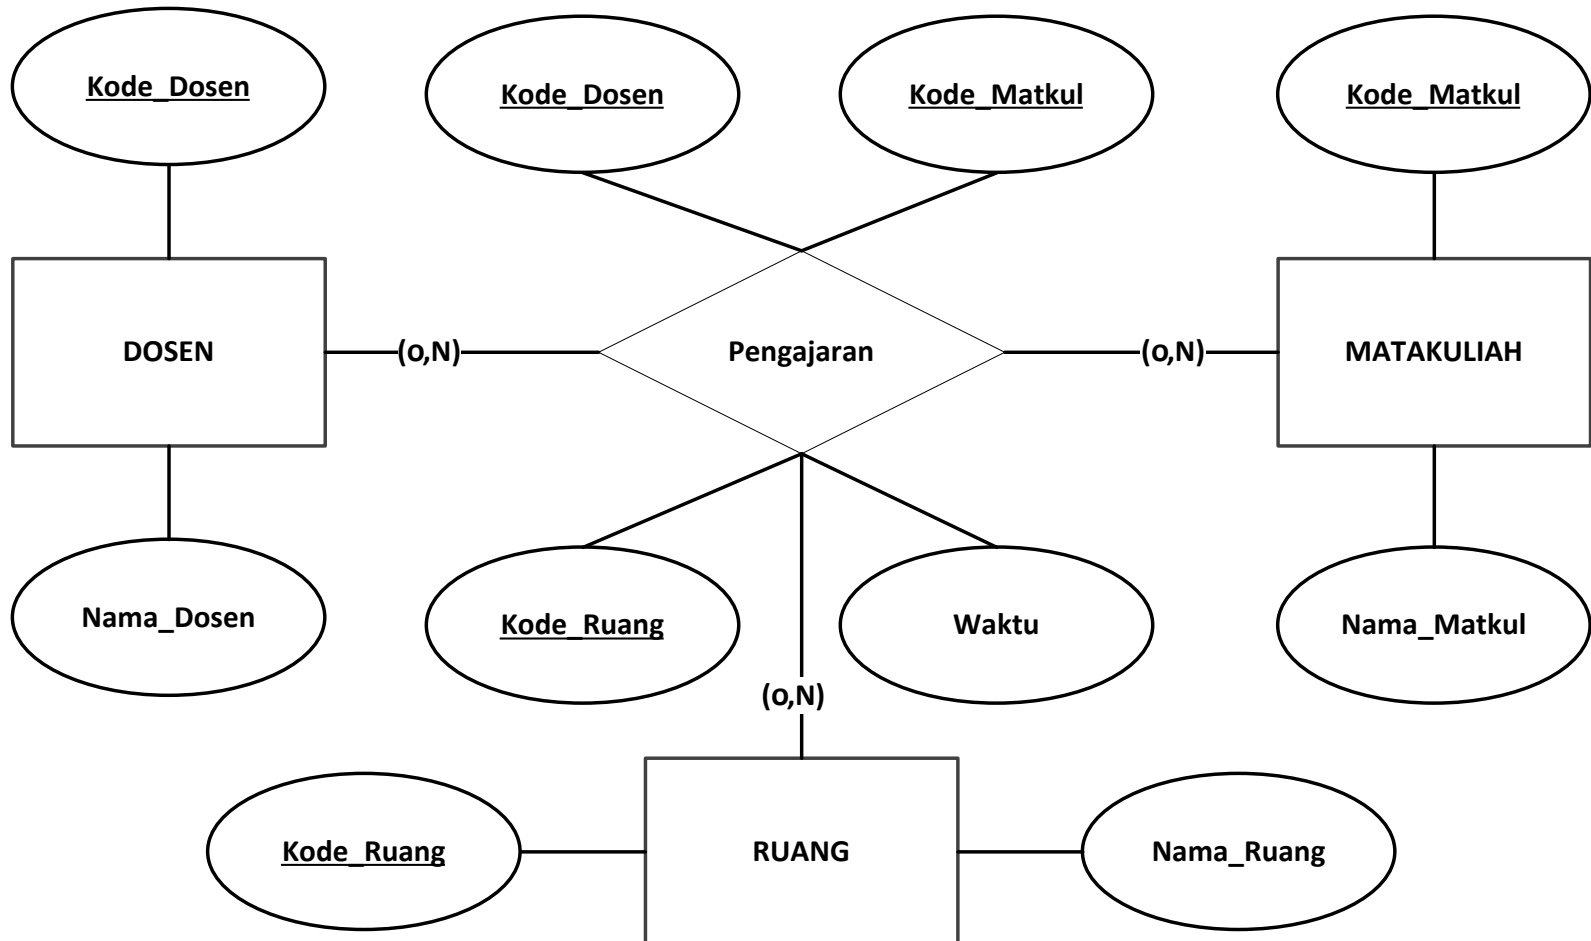 Kode_Dosen
Kode_Dosen
Kode_Matkul
Kode_Matkul
DOSEN
(o,N)
Pengajaran
(o,N)
MATAKULIAH
Nama_Dosen
Kode_Ruang
Waktu
Nama_Matkul
(o,N)
Kode_Ruang
RUANG
Nama_Ruang